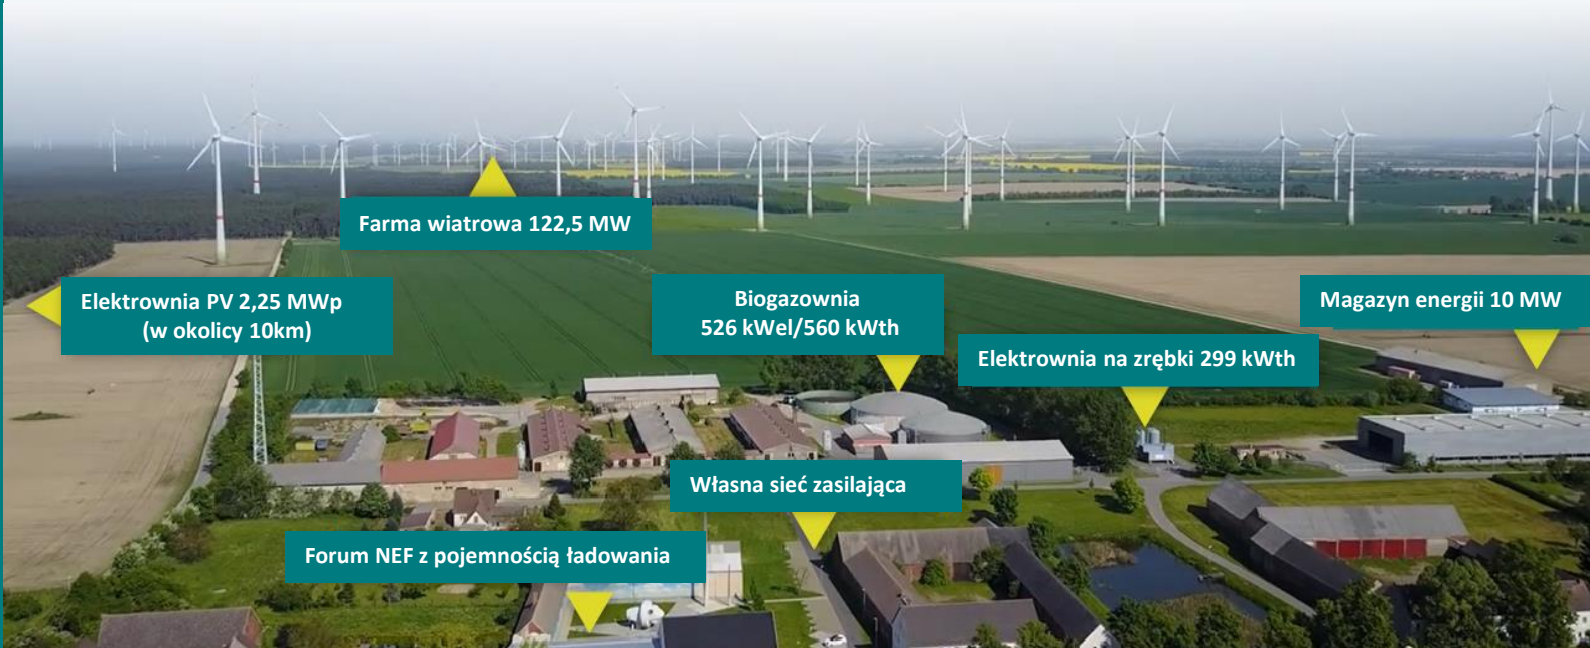 Farma wiatrowa 122,5 MW
Elektrownia PV 2,25 MWp
(w okolicy 10km)
Biogazownia
526 kWel/560 kWth
Magazyn energii 10 MW
Elektrownia na zrębki 299 kWth
Własna sieć zasilająca
Forum NEF z pojemnością ładowania